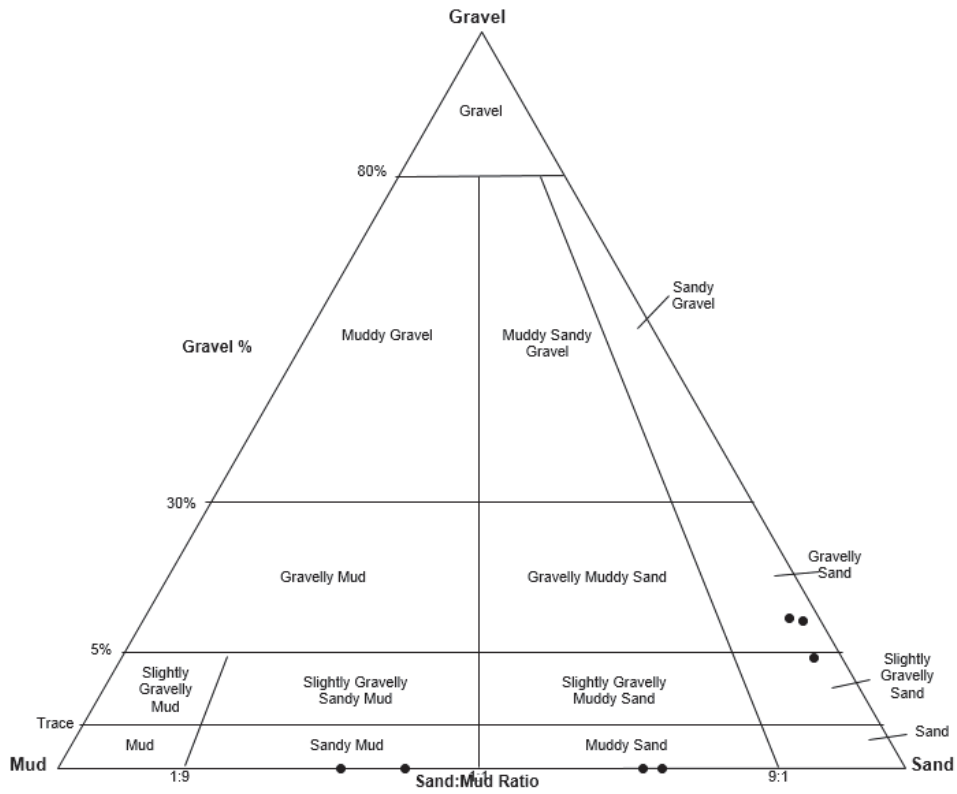 Gravel
Gravel
80%
Sandy
Gravel
Muddy Gravel
Muddy Sandy
Gravel
Gravel %
30%
Gravelly
Sand
Gravelly Mud
Gravelly Muddy Sand
5%
Slightly
Gravelly
Mud
Slightly Gravelly
Sandy Mud
Slightly Gravelly
Muddy Sand
Slightly
Gravelly
Sand
Trace
Mud
Sandy Mud
Muddy Sand
Sand
Mud
Sand
1:9
1:1
9:1
Sand:Mud Ratio